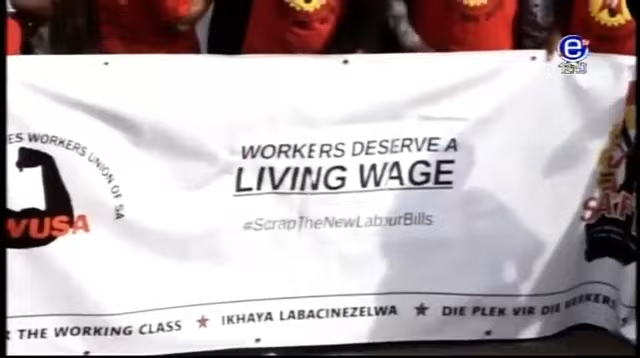 ES WORKERS UNION OF SA
WUSA
WORKERS DESERVE A
LIVING WAGE
#ScrapTheNewLabourBills
THE WORKING CLASS ★ IKHAYA LABACINEZELWA ★ DIE PLEK VIR DIE WERKERS